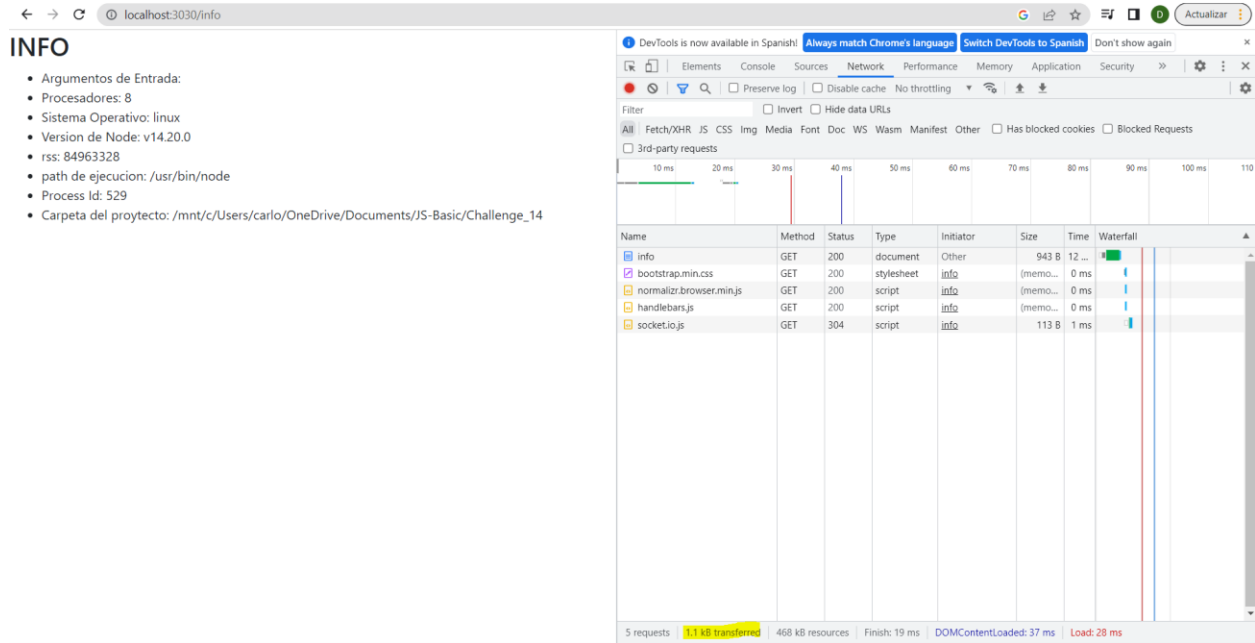 localhost:3030/info
Actualizar
INFO
Argumentos de Entrada:
Procesadores: 8
Sistema Operativo: linux
Version de Node: v14.20.0
rss: 84963328
path de ejecucion: /usr/bin/node
Process Id: 529
Carpeta del proytecto: /mnt/c/Users/carlo/OneDrive/Documents/JS-Basic/Challenge_14
DevTools is now available in Spanish! Always match Chrome's language Switch DevTools to Spanish Don't show again
Elements Console Sources Network Performance Memory Application Security
Preserve log Disable cache No throttling
Filter Invert Hide data URLs
All Fetch/XHR JS CSS Img Media Font Doc WS Wasm Manifest Other Has blocked cookies Blocked Requests
3rd-party requests
10 ms 20 ms 30 ms 40 ms 50 ms 60 ms 70 ms 80 ms 90 ms 100 ms 110
Name Method Status Type Initiator Size Time Waterfall
info GET 200 document Other 943 B 12 ...
bootstrap.min.css GET 200 stylesheet info (memo... 0 ms
normalizr.browser.min.js GET 200 script info (memo... 0 ms
handlebars.js GET 200 script info (memo... 0 ms
socket.io.js GET 304 script info 113 B 1 ms
5 requests 1.1 kB transferred 468 kB resources Finish: 19 ms DOMContentLoaded: 37 ms Load: 28 ms